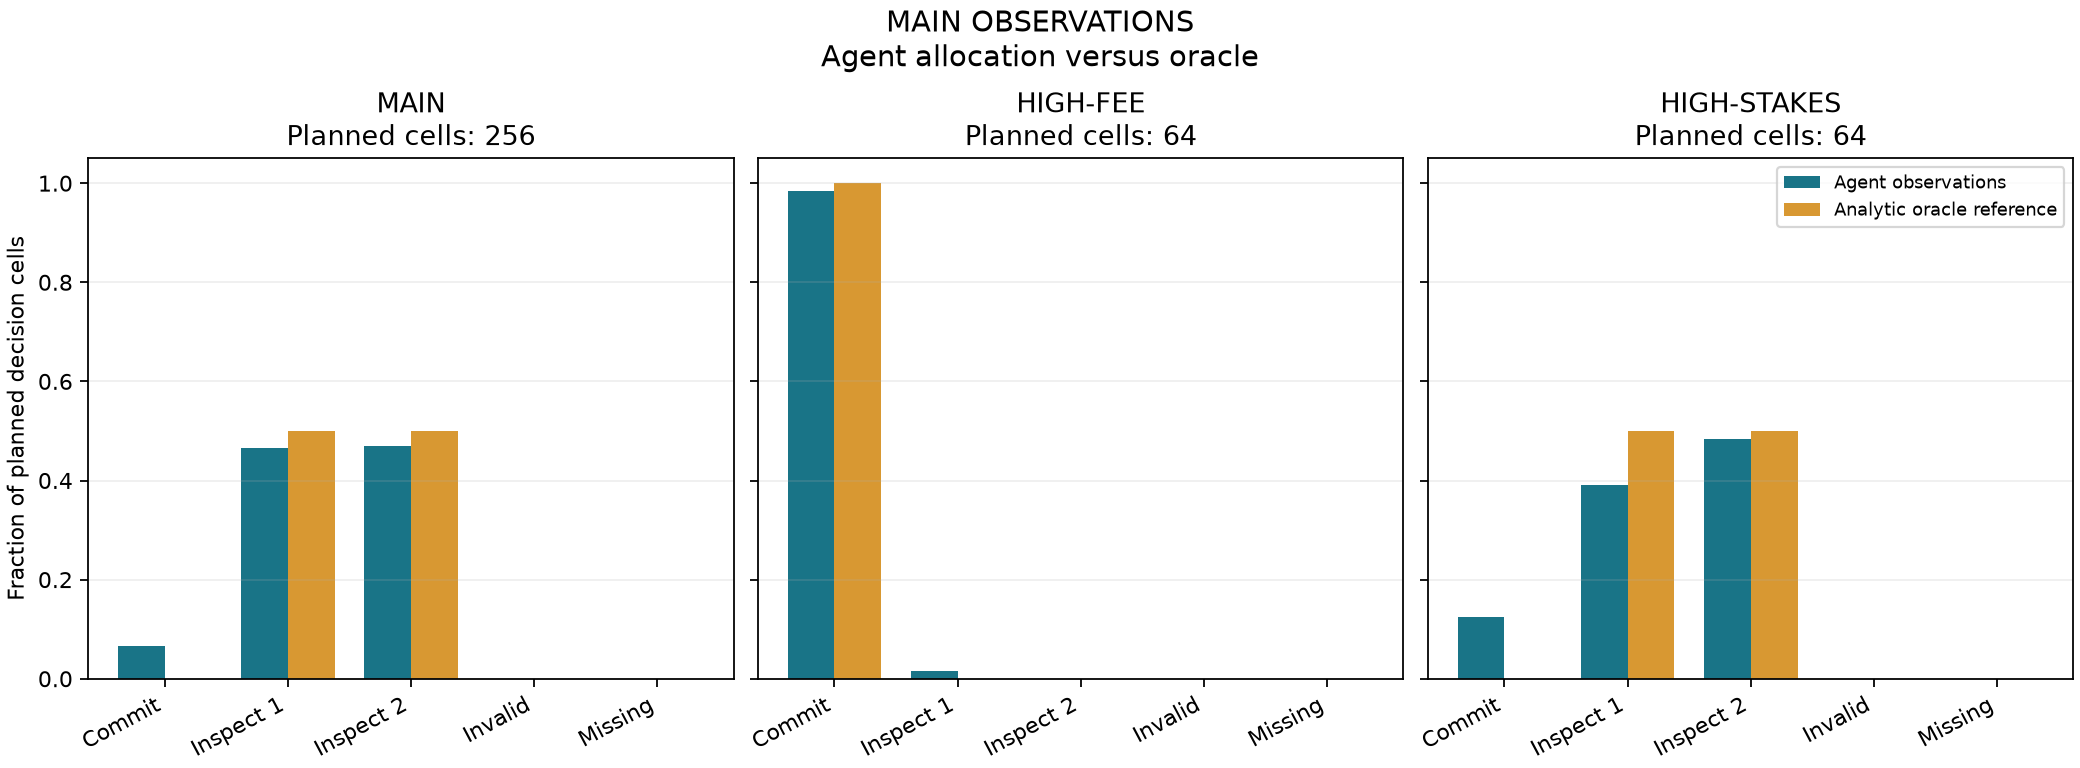 MAIN OBSERVATIONS
Agent allocation versus oracle
MAIN
Planned cells: 256
HIGH-FEE
Planned cells: 64
HIGH-STAKES
Planned cells: 64
Fraction of planned decision cells
1.0
0.8
0.6
0.4
0.2
0.0
Agent observations
Analytic oracle reference
Commit
Inspect 1
Inspect 2
Invalid
Missing
Commit
Inspect 1
Inspect 2
Invalid
Missing
Commit
Inspect 1
Inspect 2
Invalid
Missing